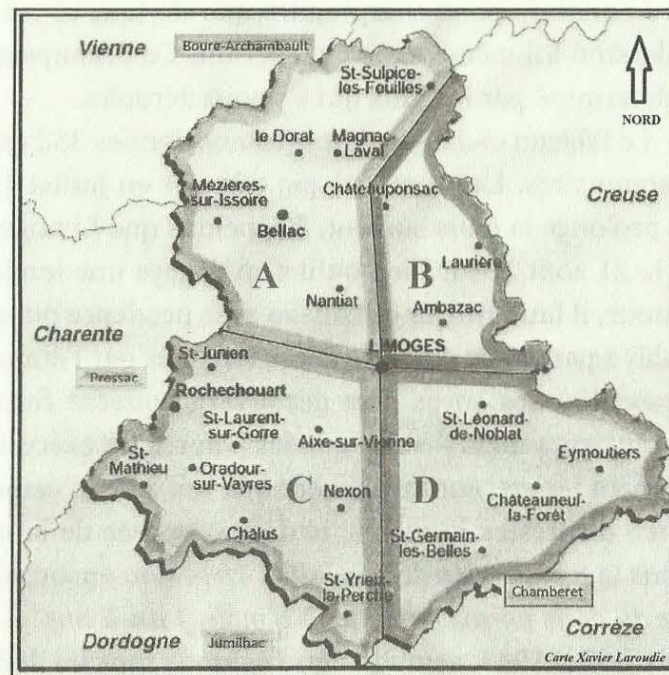 Vienne
Boure-Archambault
St-Sulpice-
les-Feuilles
NORD
le Dorat
Magnac
Laval
Châteauponsac
Creuse
Mézières
-sur-Issoire
Bellac
Laurière
A
B
Nantiat
Ambazac
Charente
LIMOGES
St-Junien
Pressac
Rochechouart
St-Laurent
-sur-Gorre
St-Léonard
-de-Noblat
Aixe-sur-Vienne
Eymoutiers
St-
Mathieu
Oradour
-sur-Vayres
C
Nexon
D
Châteauneuf-
la-Forêt
Chalus
St-Germain
-les-Belles
St-Yrieix
-la-Perche
Chamberet
Dordogne
Jumilhac
Corrèze
Carte Xavier Laroudie